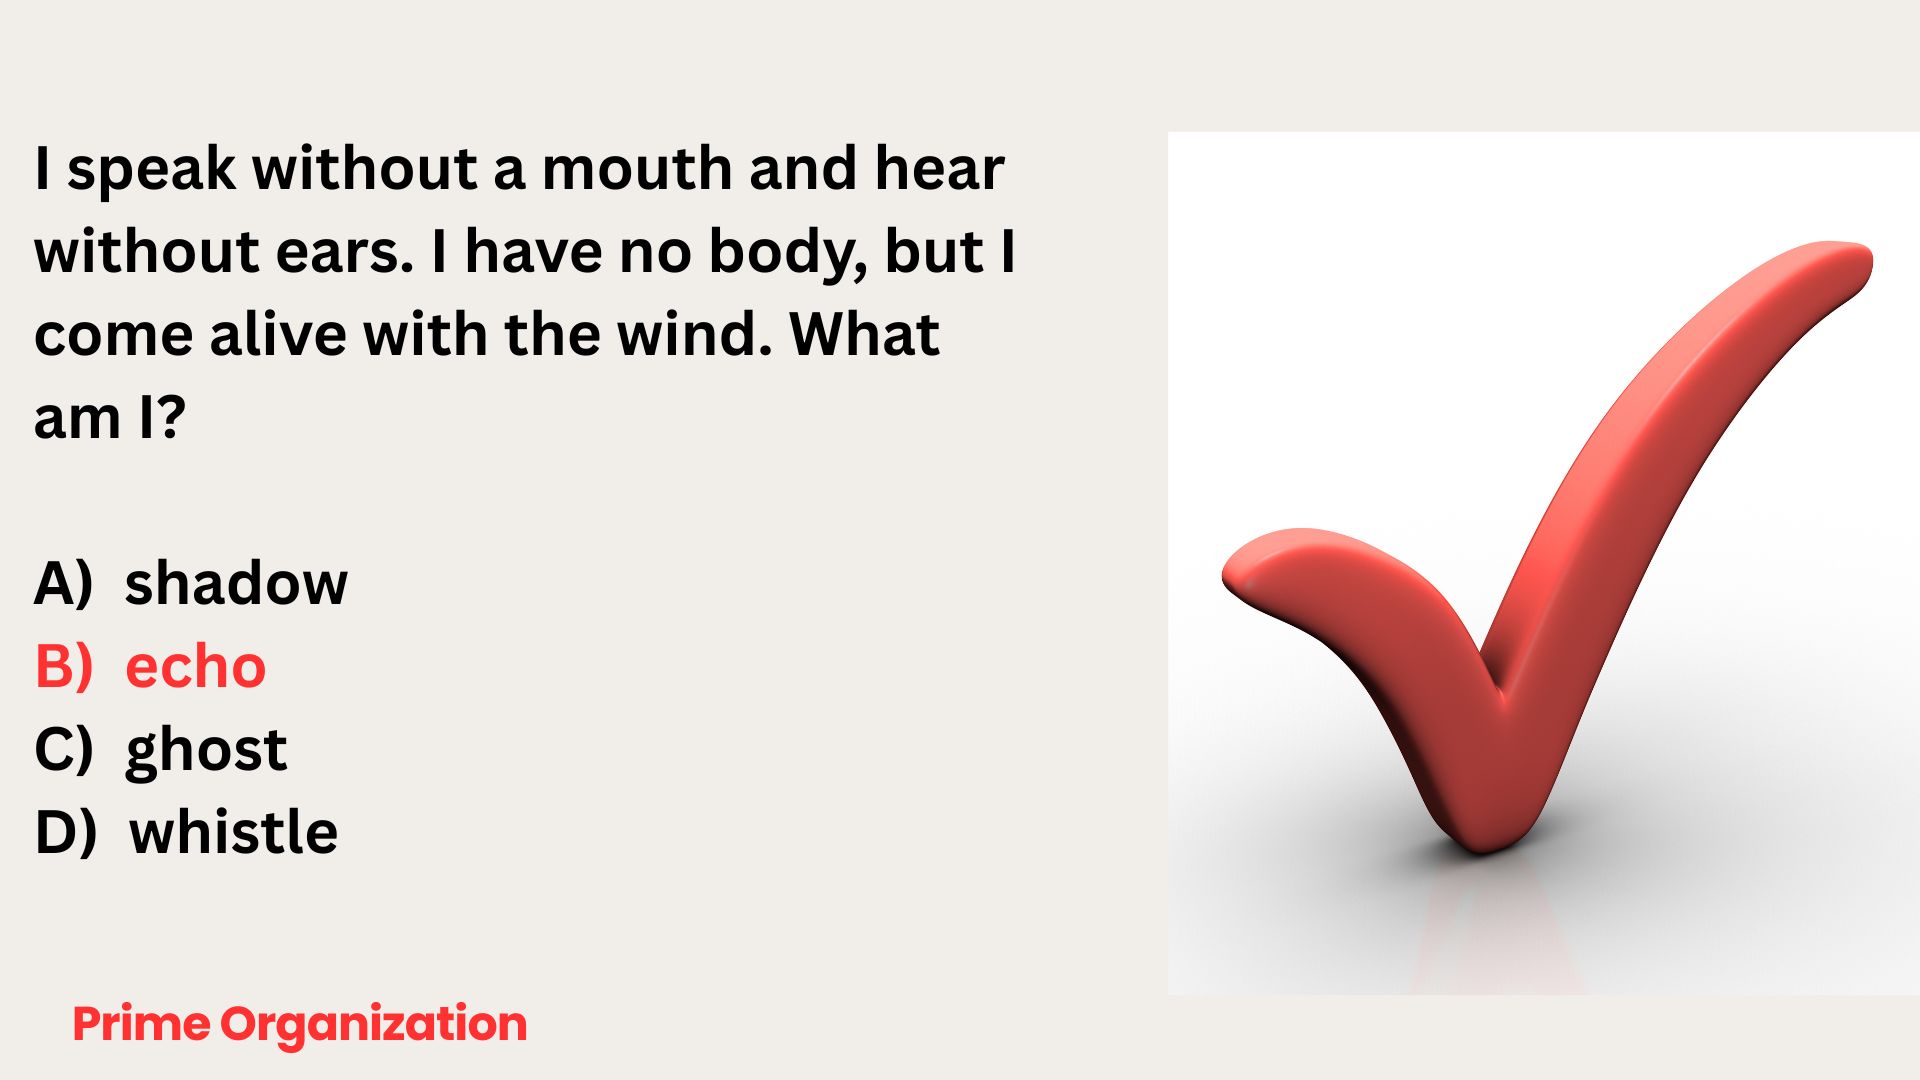 I speak without a mouth and hear
without ears. I have no body, but I
come alive with the wind. What
am I?
A) shadow
B) echo
C) ghost
D) whistle
Prime Organization